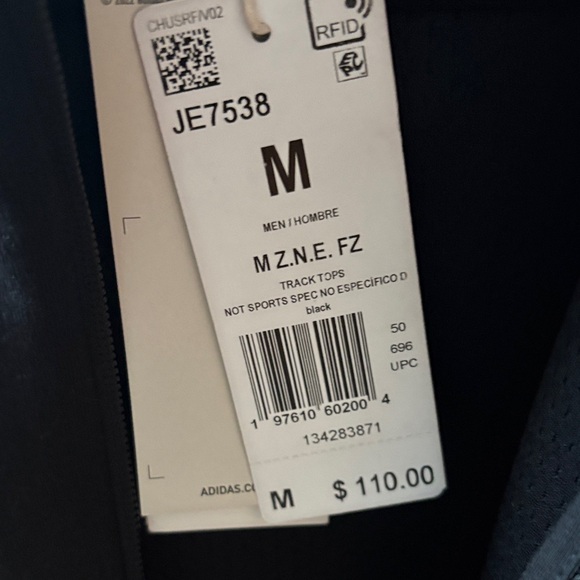 CHUSRFIV02
RFID
JE7538
M
MEN / HOMBRE
M Z.N.E. FZ
TRACK TOPS
NOT SPORTS SPEC NO ESPECÍFICO D
black
50
696
UPC
1 97610 60200 4
134283871
ADIDAS.CO
M $ 110.00